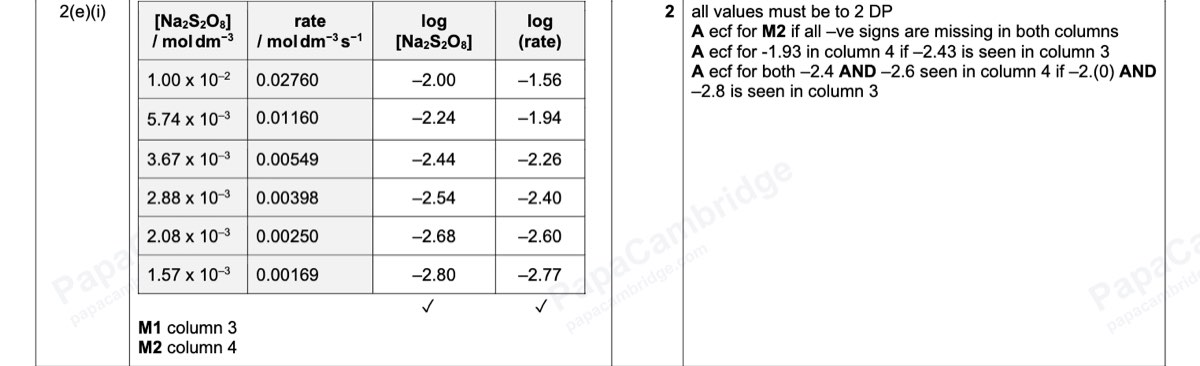 2(e)(i)
[Na₂S₂O₈] / mol dm⁻³ | rate / mol dm⁻³ s⁻¹ | log [Na₂S₂O₈] | log (rate)
1.00 x 10⁻² | 0.02760 | –2.00 | –1.56
5.74 x 10⁻³ | 0.01160 | –2.24 | –1.94
3.67 x 10⁻³ | 0.00549 | –2.44 | –2.26
2.88 x 10⁻³ | 0.00398 | –2.54 | –2.40
2.08 x 10⁻³ | 0.00250 | –2.68 | –2.60
1.57 x 10⁻³ | 0.00169 | –2.80 | –2.77
✓ ✓
M1 column 3
M2 column 4
2
all values must be to 2 DP
A ecf for M2 if all –ve signs are missing in both columns
A ecf for -1.93 in column 4 if –2.43 is seen in column 3
A ecf for both –2.4 AND –2.6 seen in column 4 if –2.(0) AND
–2.8 is seen in column 3
PapaCambridge
papacambridge.com